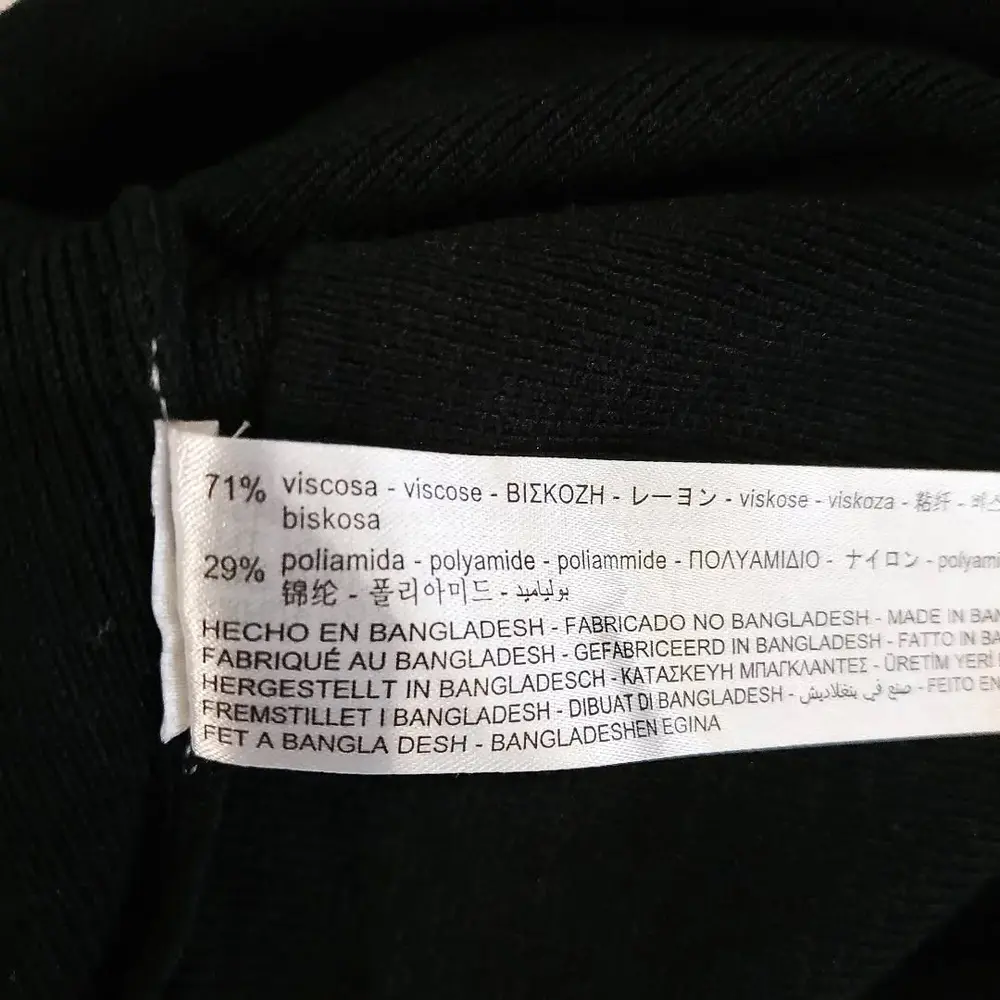 71% viscosa - viscose - ΒΙΣΚΟΖΗ - レーヨン - viskose - viskoza - 粘纤 -
biskosa
29% poliamida - polyamide - poliammide - ΠΟΛΥΑΜΙΔΙΟ - ナイロン - polyam
锦纶 - 폴리아미드 - بولياميد
HECHO EN BANGLADESH - FABRICADO NO BANGLADESH - MADE IN BAN
FABRIQUÉ AU BANGLADESH - GEFABRICEERD IN BANGLADESH - FATTO IN BA
HERGESTELLT IN BANGLADESCH - ΚΑΤΑΣΚΕΥΗ ΜΠΑΓΚΛΑΝΤΕΣ - ÜRETİM YERİ
FREMSTILLET I BANGLADESH - DIBUAT DI BANGLADESH - صنع في بنغلاديش - FEITO EN
FET A BANGLA DESH - BANGLADESHEN EGINA